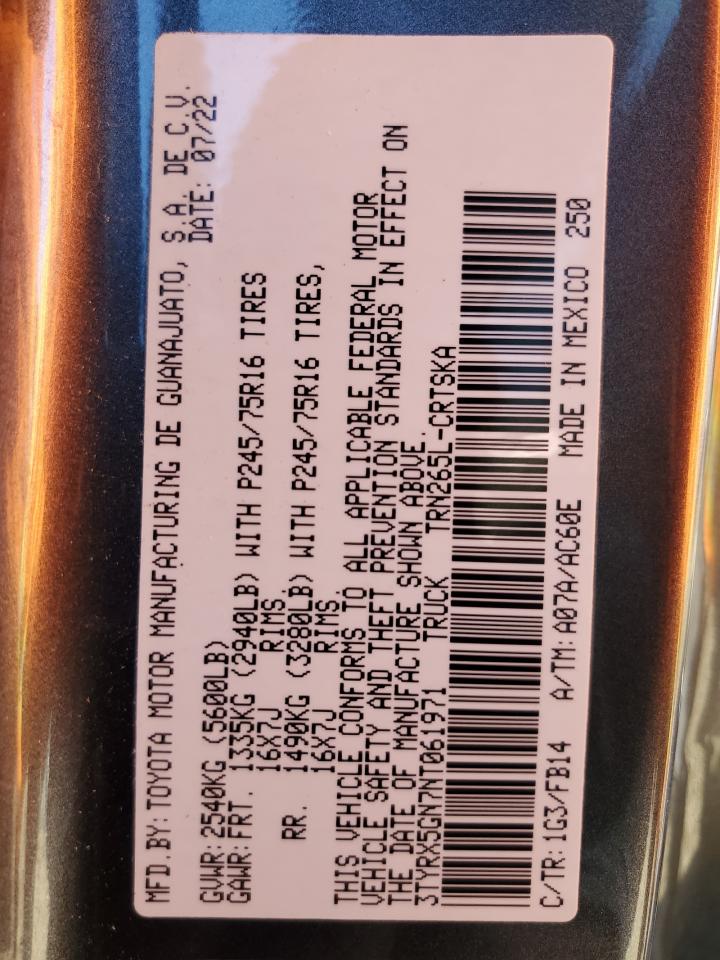 MFD.BY: TOYOTA MOTOR MANUFACTURING DE GUANAJUATO, S.A. DE C.V.
DATE: 07/22
GVWR: 2540KG (5600LB)
GAWR: FRT. 1335KG (2940LB) WITH P245/75R16 TIRES
16X7J RIMS.
RR. 1490KG (3280LB) WITH P245/75R16 TIRES,
16X7J RIMS.
THIS VEHICLE CONFORMS TO ALL APPLICABLE FEDERAL MOTOR
VEHICLE SAFETY AND THEFT PREVENTION STANDARDS IN EFFECT ON
THE DATE OF MANUFACTURE SHOWN ABOVE.
3TYRX5GN7NT061971 TRUCK TRN265L-CRTSKA
C/TR: 1G3/FB14 A/TM: A07A/AC60E MADE IN MEXICO 250